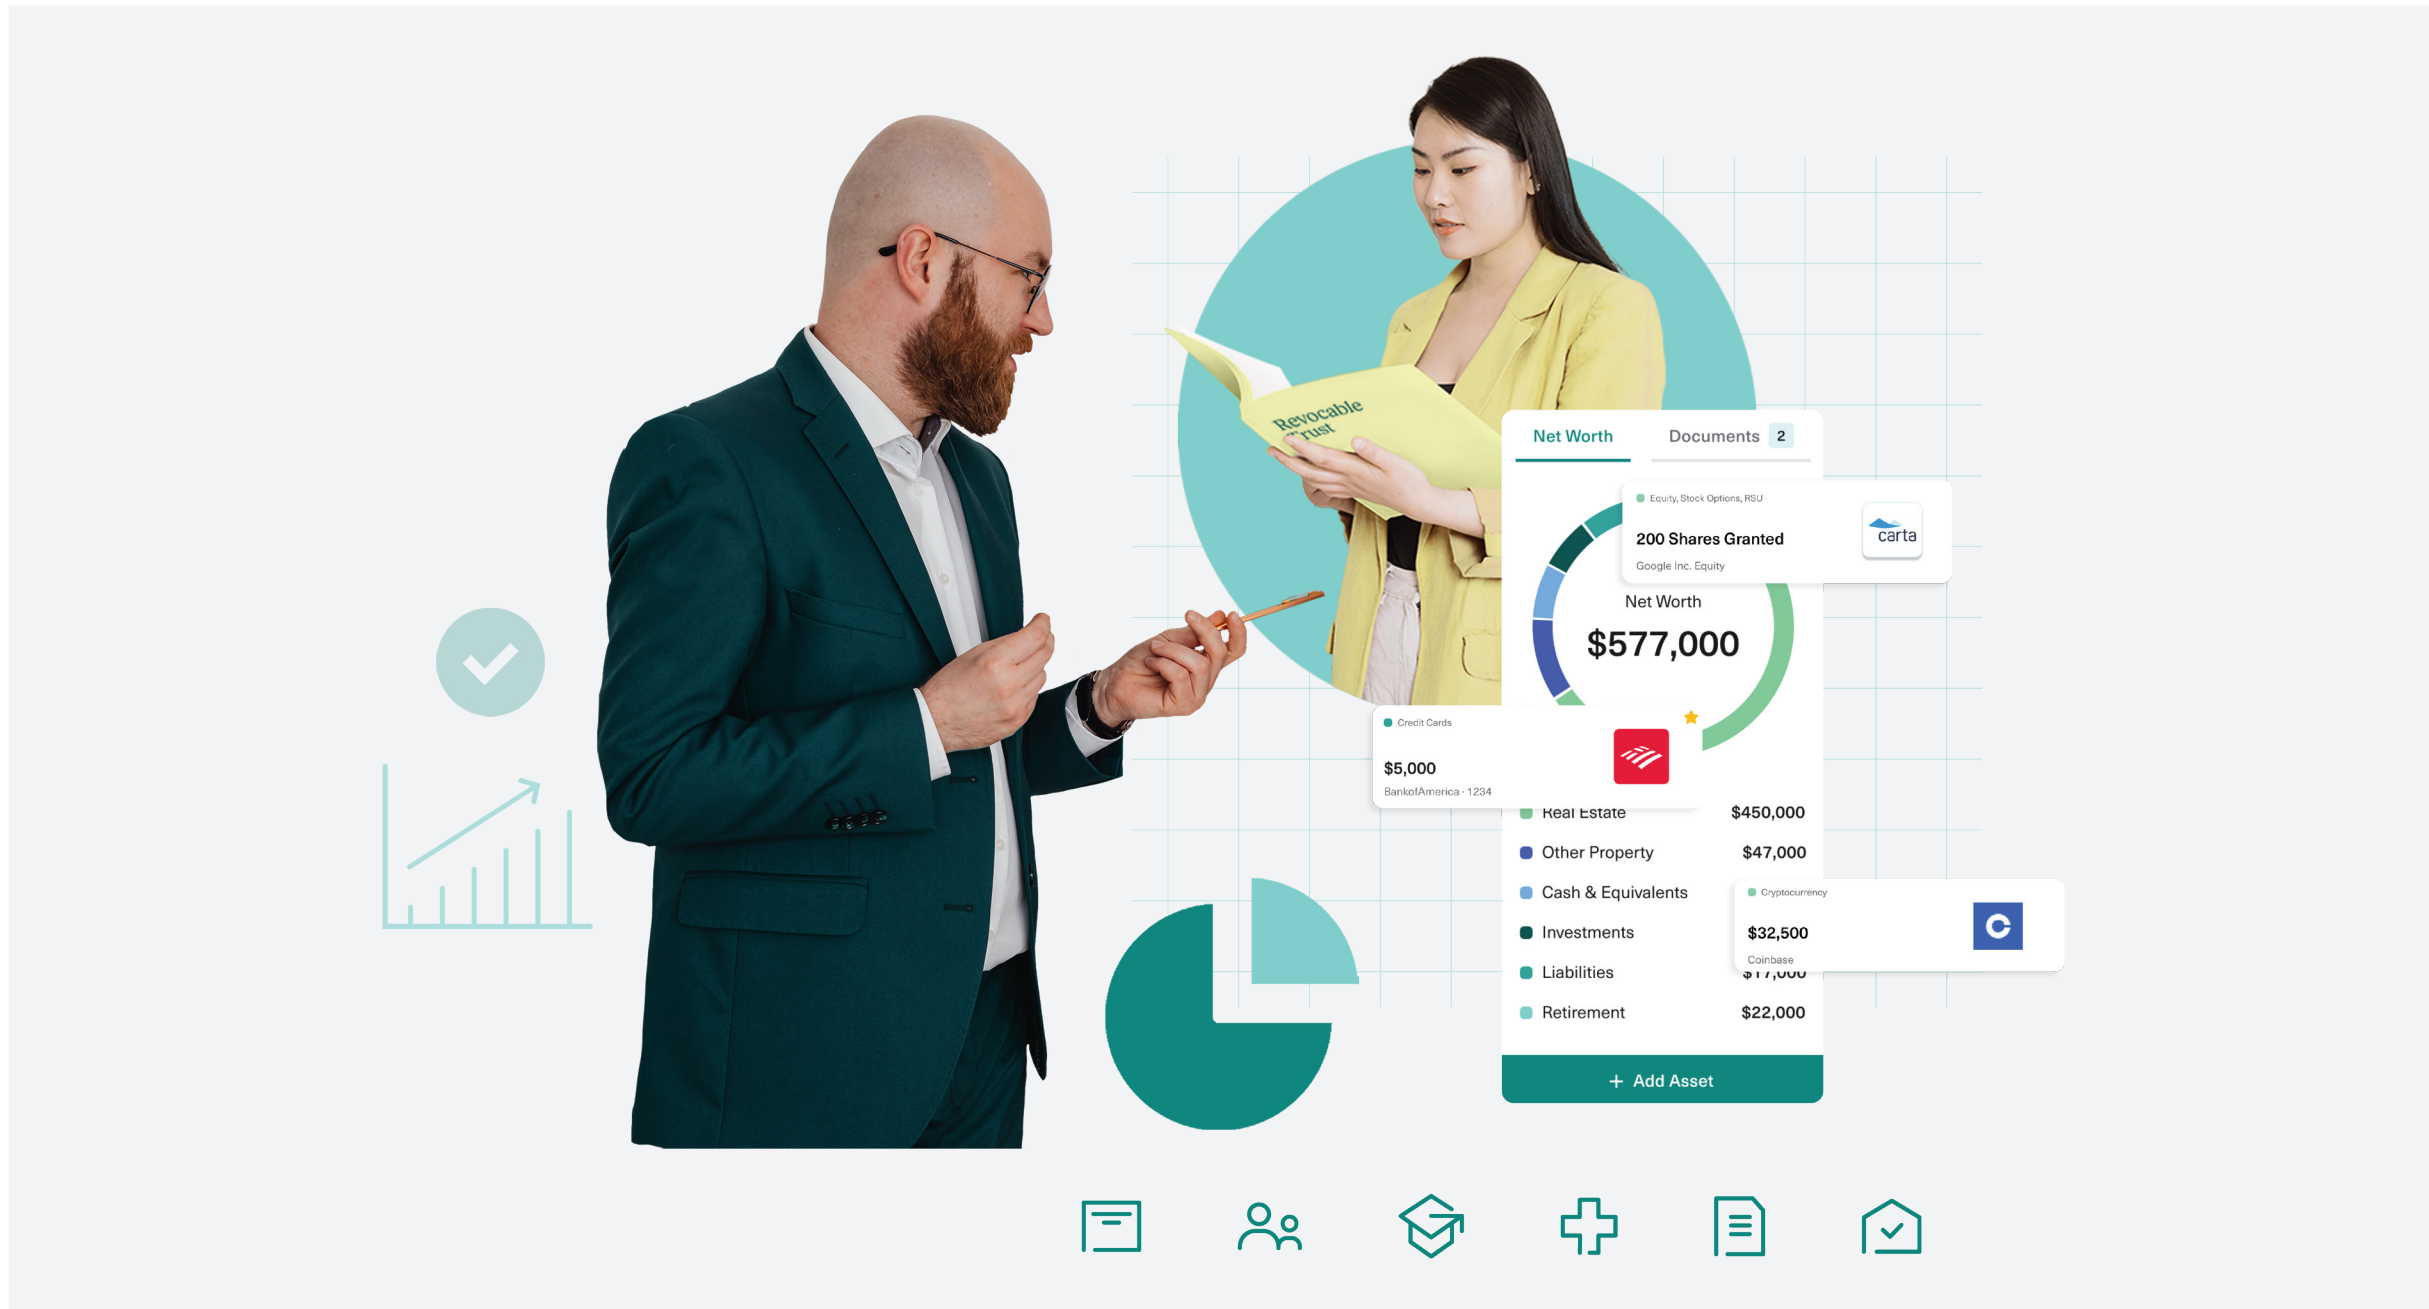 Revocable
Trust
Net Worth
Documents 2
Equity, Stock Options, RSU
200 Shares Granted
Google Inc. Equity
carta
Net Worth
$577,000
Credit Cards
$5,000
BankofAmerica · 1234
Real Estate $450,000
Other Property $47,000
Cash & Equivalents
Cryptocurrency
Investments
$32,500
Coinbase
Liabilities $17,000
Retirement $22,000
+ Add Asset